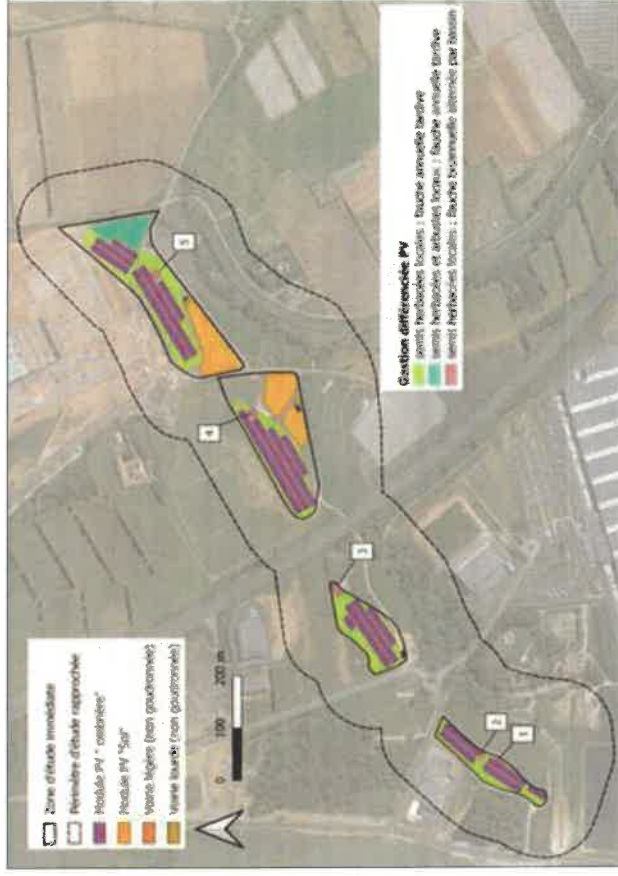 Zone d'étude immédiate
Périmètre d'étude rapprochée
Module PV " ombrière"
Module PV "Sol"
Voirie légère (non goudronnée)
Voirie lourde (non goudronnée)
0 100 200 m
5
4
3
2
1
Gestion différenciée PV
semis herbacées locales : fauche annuelle tardive
semis herbacées et arbustes locaux : fauche annuelle tardive
semis herbacées locales : fauche bisannuelle alternée par bassin